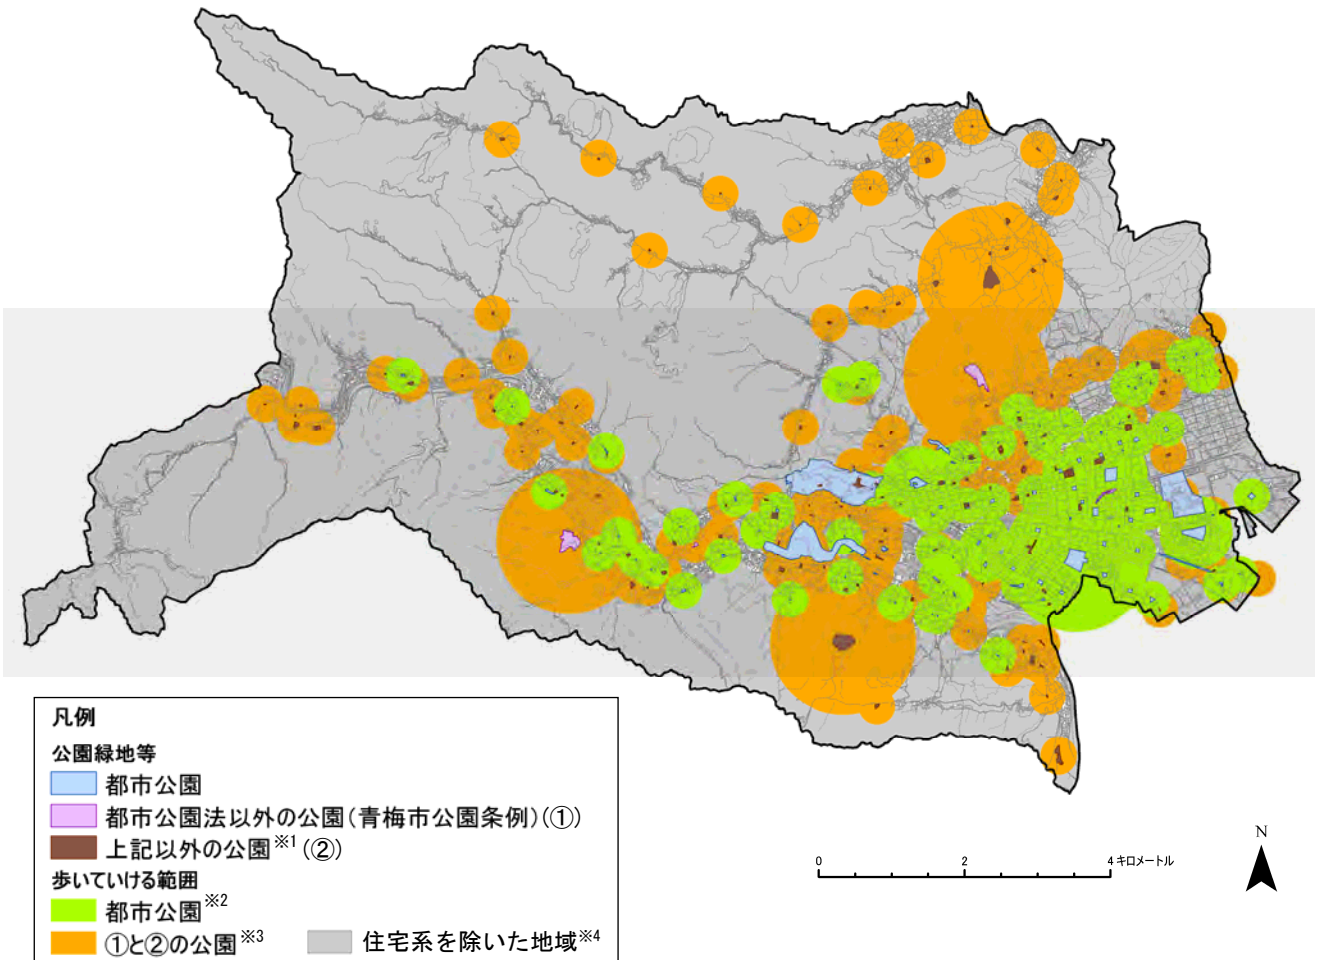 凡例
公園緑地等
都市公園
都市公園法以外の公園(青梅市公園条例)(①)
上記以外の公園※1(②)
歩いていける範囲
都市公園※2
①と②の公園※3 住宅系を除いた地域※4
0 2 4 キロメートル
N